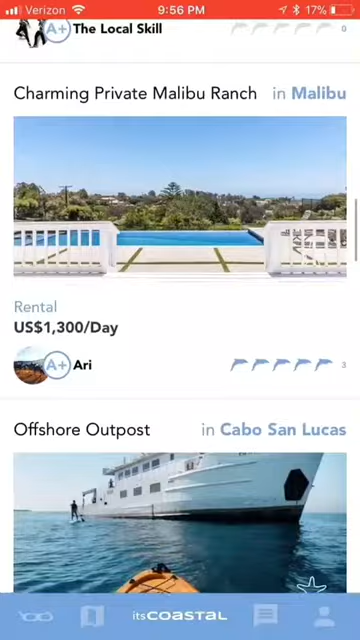 Verizon 9:56 PM 17%
A+ The Local Skill 0
Charming Private Malibu Ranch in Malibu
Rental
US$1,300/Day
A+ Ari 3
Offshore Outpost in Cabo San Lucas
itsCOASTAL